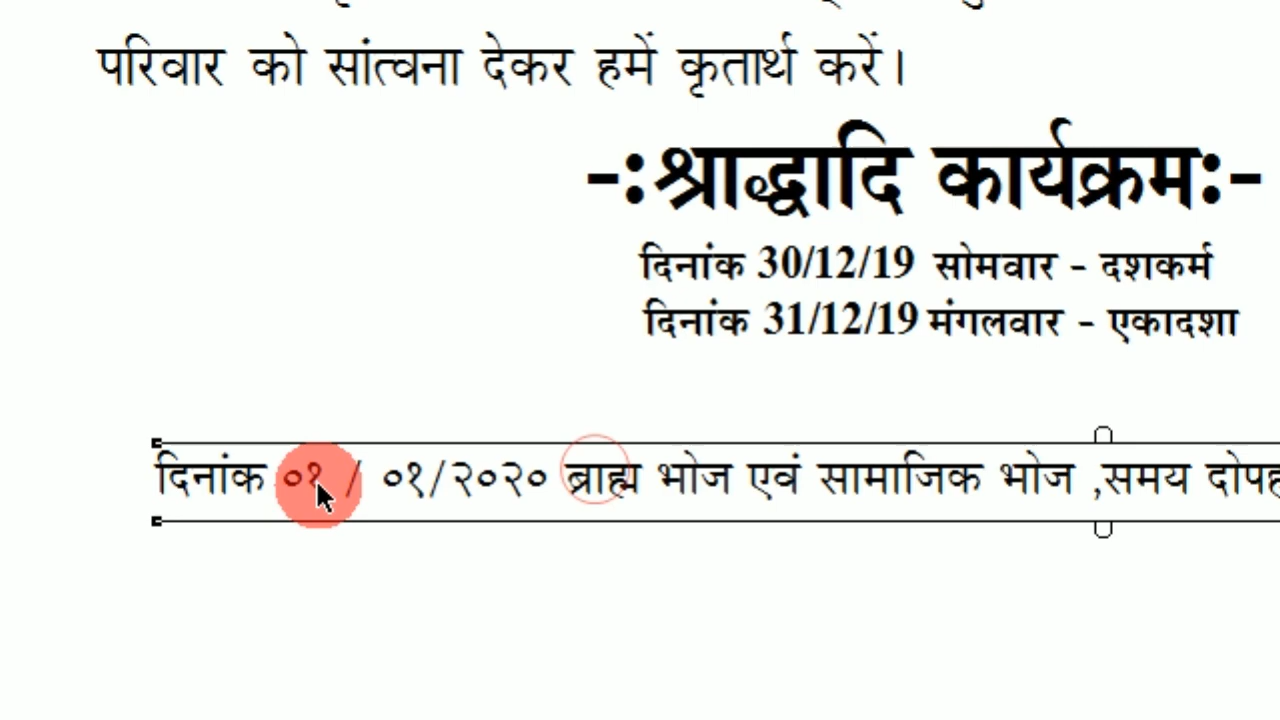 परिवार को सांत्वना देकर हमें कृतार्थ करें।
-:श्राद्धादि कार्यक्रम:-
दिनांक 30/12/19 सोमवार - दशकर्म
दिनांक 31/12/19 मंगलवार - एकादशा
दिनांक ०१ / ०१/२०२० ब्राह्म भोज एवं सामाजिक भोज ,समय